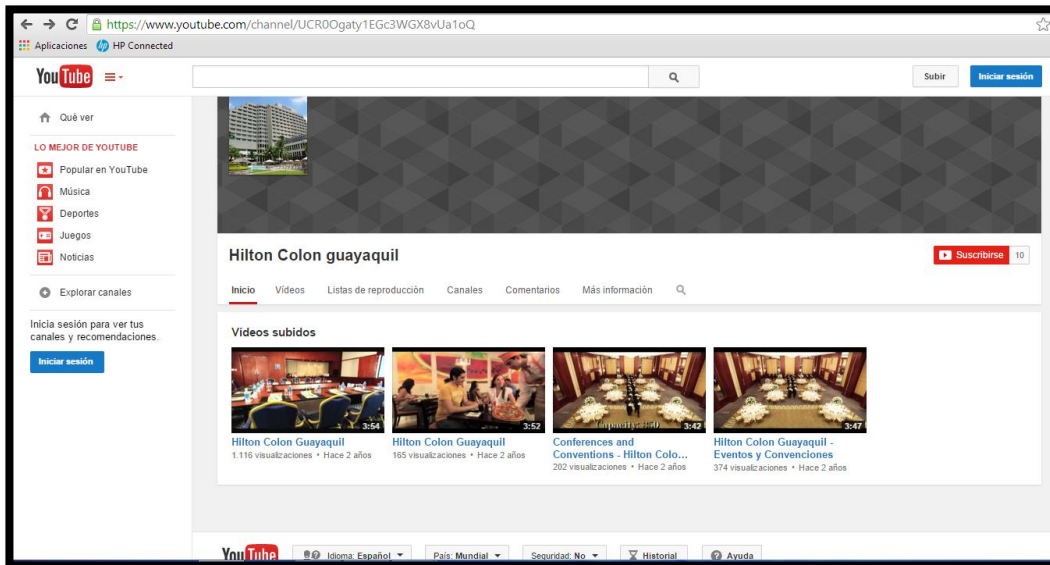 https://www.youtube.com/channel/UCR0Ogaty1EGc3WGX8vUa1oQ
Aplicaciones HP Connected
YouTube
Subir
Iniciar sesión
Qué ver
LO MEJOR DE YOUTUBE
Popular en YouTube
Música
Deportes
Juegos
Noticias
Explorar canales
Inicia sesión para ver tus
canales y recomendaciones.
Iniciar sesión
Hilton Colon guayaquil
Suscribirse 10
Inicio Vídeos Listas de reproducción Canales Comentarios Más información
Vídeos subidos
3:54
Hilton Colon Guayaquil
1.116 visualizaciones • Hace 2 años
3:52
Hilton Colon Guayaquil
165 visualizaciones • Hace 2 años
Capacity: 350
3:42
Conferences and
Conventions - Hilton Colo...
202 visualizaciones • Hace 2 años
3:47
Hilton Colon Guayaquil -
Eventos y Convenciones
374 visualizaciones • Hace 2 años
YouTube Idioma: Español País: Mundial Seguridad: No Historial Ayuda